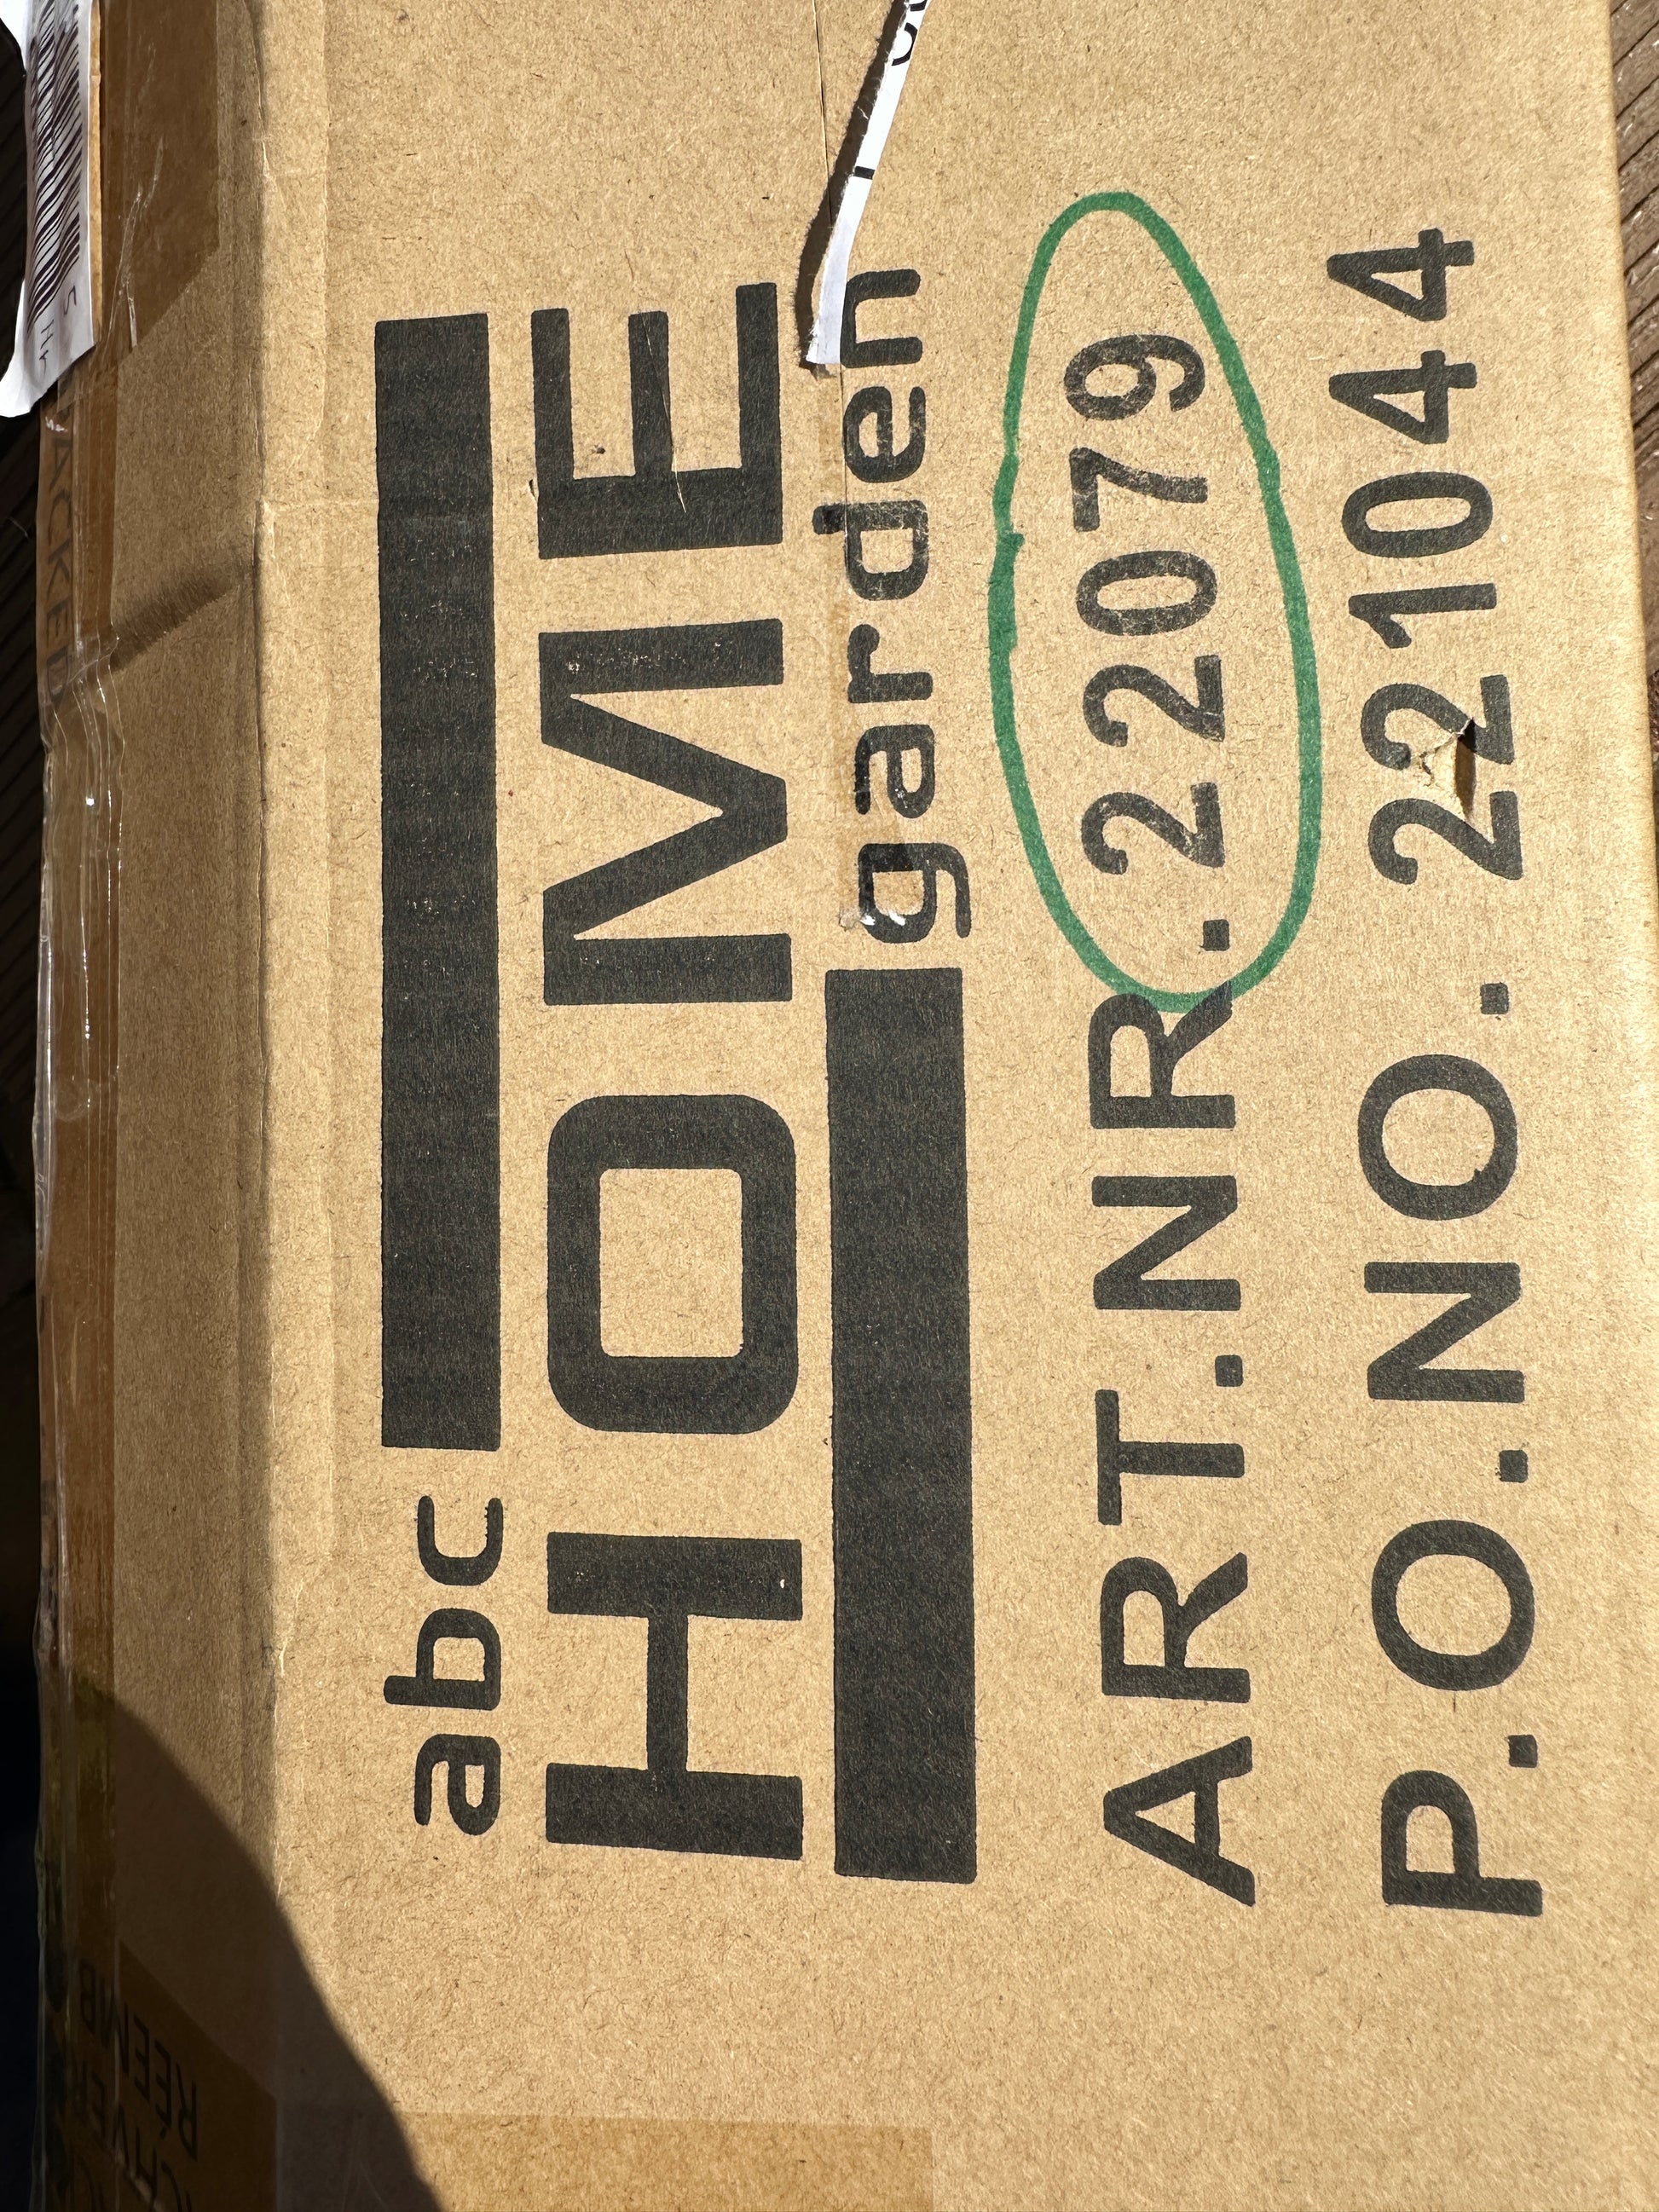 abc
HOME
garden
ART.NR. 22079
P.O.NO. 221044